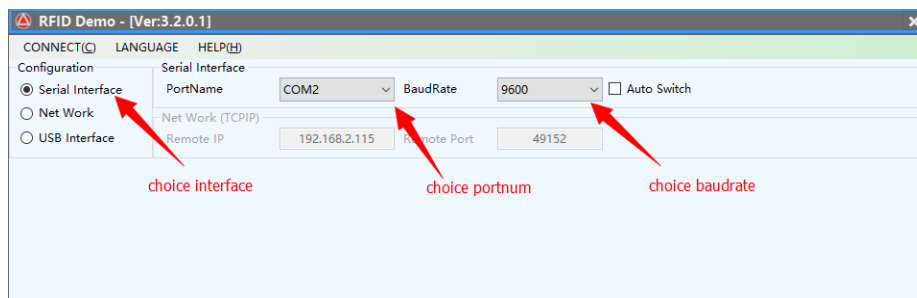 RFID Demo - [Ver:3.2.0.1]
CONNECT(C) LANGUAGE HELP(H)
Configuration
Serial Interface
Net Work
USB Interface
Serial Interface
PortName COM2 BaudRate 9600 Auto Switch
Net Work (TCPIP)
Remote IP 192.168.2.115 Remote Port 49152
choice interface
choice portnum
choice baudrate